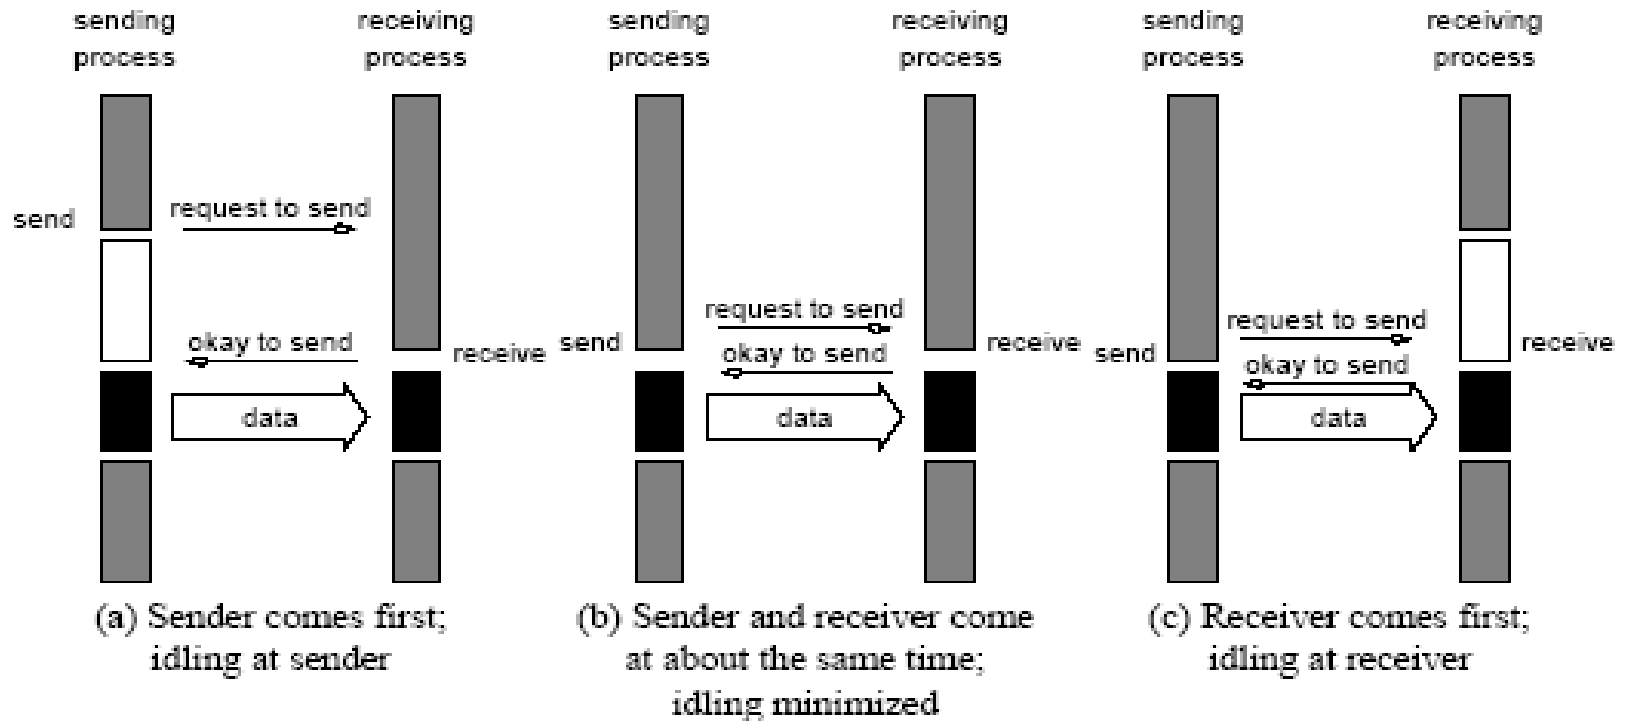 sending
process
receiving
process
sending
process
receiving
process
sending
process
receiving
process
send
request to send
okay to send
receive
data
send
request to send
okay to send
receive
data
send
request to send
okay to send
receive
data
(a) Sender comes first;
idling at sender
(b) Sender and receiver come
at about the same time;
idling minimized
(c) Receiver comes first;
idling at receiver